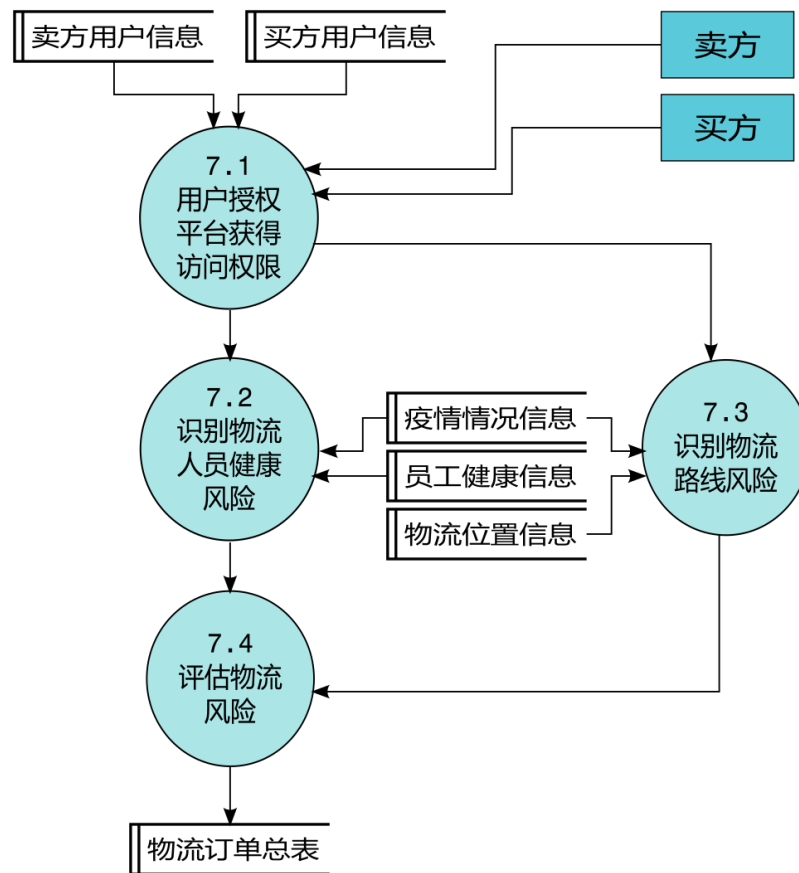 卖方用户信息
买方用户信息
卖方
买方
7.1
用户授权
平台获得
访问权限
7.2
识别物流
人员健康
风险
疫情情况信息
员工健康信息
物流位置信息
7.3
识别物流
路线风险
7.4
评估物流
风险
物流订单总表